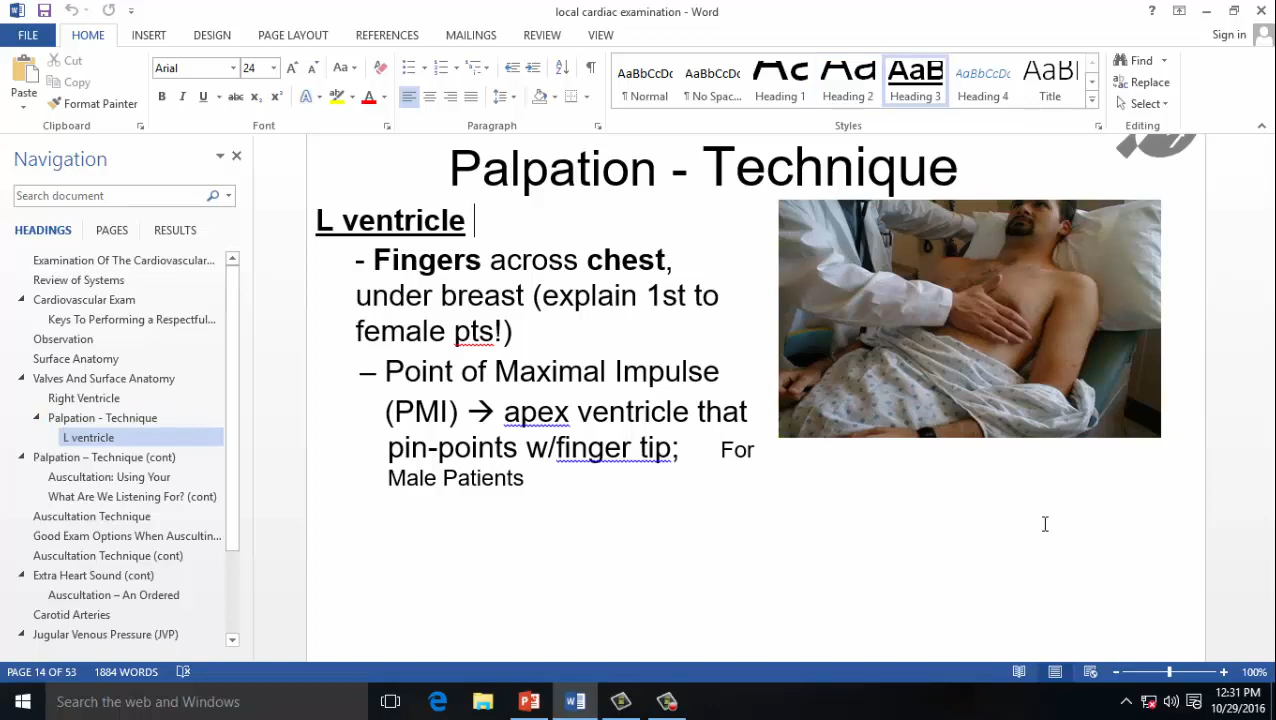 local cardiac examination - Word
FILE HOME INSERT DESIGN PAGE LAYOUT REFERENCES MAILINGS REVIEW VIEW Sign in
Paste
Cut
Copy
Format Painter
Clipboard
Arial 24
Aa
B I U abc x₂ x²
A A
Font
Paragraph
AaBbCcDc AaBbCcDc Aa Aa AaB AaBbCcDc AaBl
¶ Normal ¶ No Spac... Heading 1 Heading 2 Heading 3 Heading 4 Title
Styles
Find
Replace
Select
Editing
Navigation
Search document
HEADINGS PAGES RESULTS
Examination Of The Cardiovascular...
Review of Systems
Cardiovascular Exam
Keys To Performing a Respectful...
Observation
Surface Anatomy
Valves And Surface Anatomy
Right Ventricle
Palpation - Technique
L ventricle
Palpation – Technique (cont)
Auscultation: Using Your
What Are We Listening For? (cont)
Auscultation Technique
Good Exam Options When Auscultin...
Auscultation Technique (cont)
Extra Heart Sound (cont)
Auscultation – An Ordered
Carotid Arteries
Jugular Venous Pressure (JVP)
Palpation - Technique
L ventricle
- Fingers across chest,
under breast (explain 1st to
female pts!)
– Point of Maximal Impulse
(PMI) → apex ventricle that
pin-points w/finger tip; For
Male Patients
PAGE 14 OF 53 1884 WORDS 100%
Search the web and Windows
12:31 PM
10/29/2016